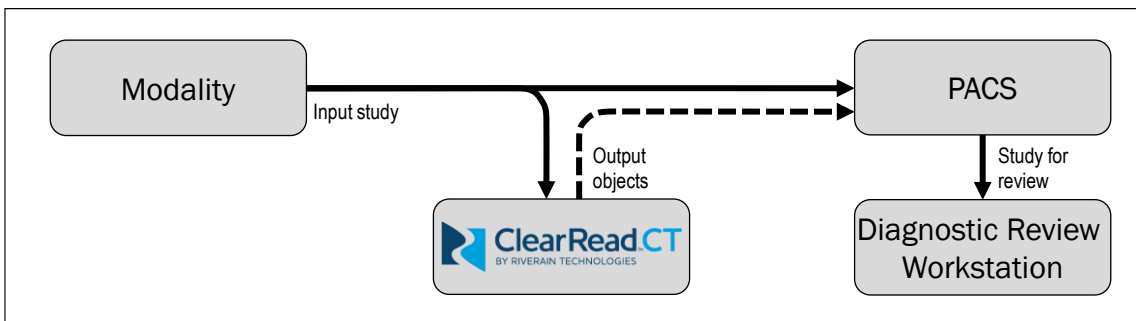 Modality
Input study
PACS
Output
objects
Study for
review
ClearRead.CT
BY RIVERAIN TECHNOLOGIES
Diagnostic Review
Workstation